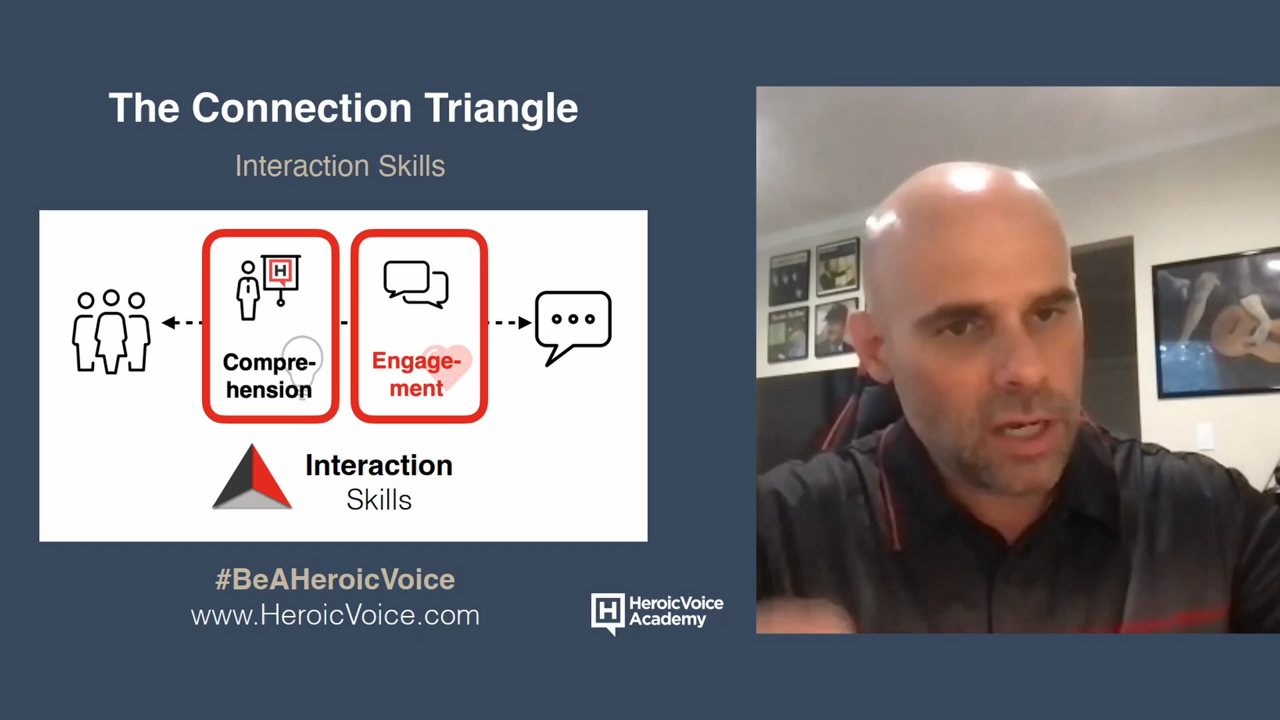 The Connection Triangle
Interaction Skills
H
Compre-
hension
Engage-
ment
Interaction
Skills
#BeAHeroicVoice
www.HeroicVoice.com
H HeroicVoice
Academy